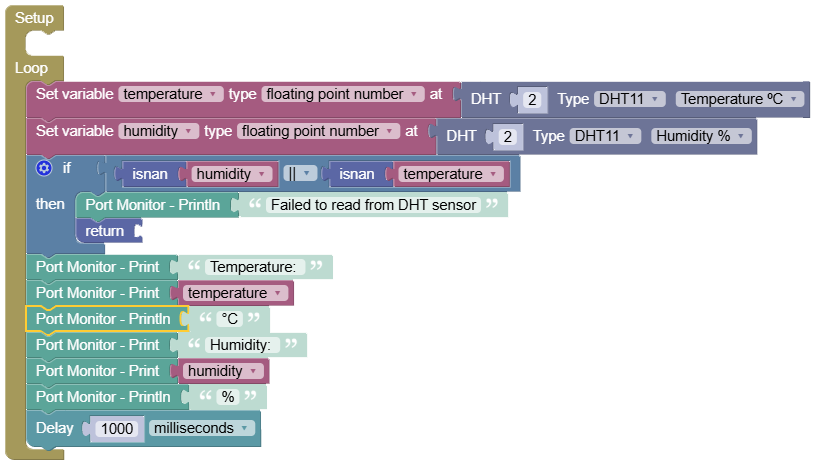 Setup
Loop
Set variable temperature type floating point number at DHT 2 Type DHT11 Temperature ºC
Set variable humidity type floating point number at DHT 2 Type DHT11 Humidity %
if isnan humidity || isnan temperature
then Port Monitor - Println “ Failed to read from DHT sensor ”
return
Port Monitor - Print “ Temperature: ”
Port Monitor - Print temperature
Port Monitor - Println “ °C ”
Port Monitor - Print “ Humidity: ”
Port Monitor - Print humidity
Port Monitor - Println “ % ”
Delay 1000 milliseconds